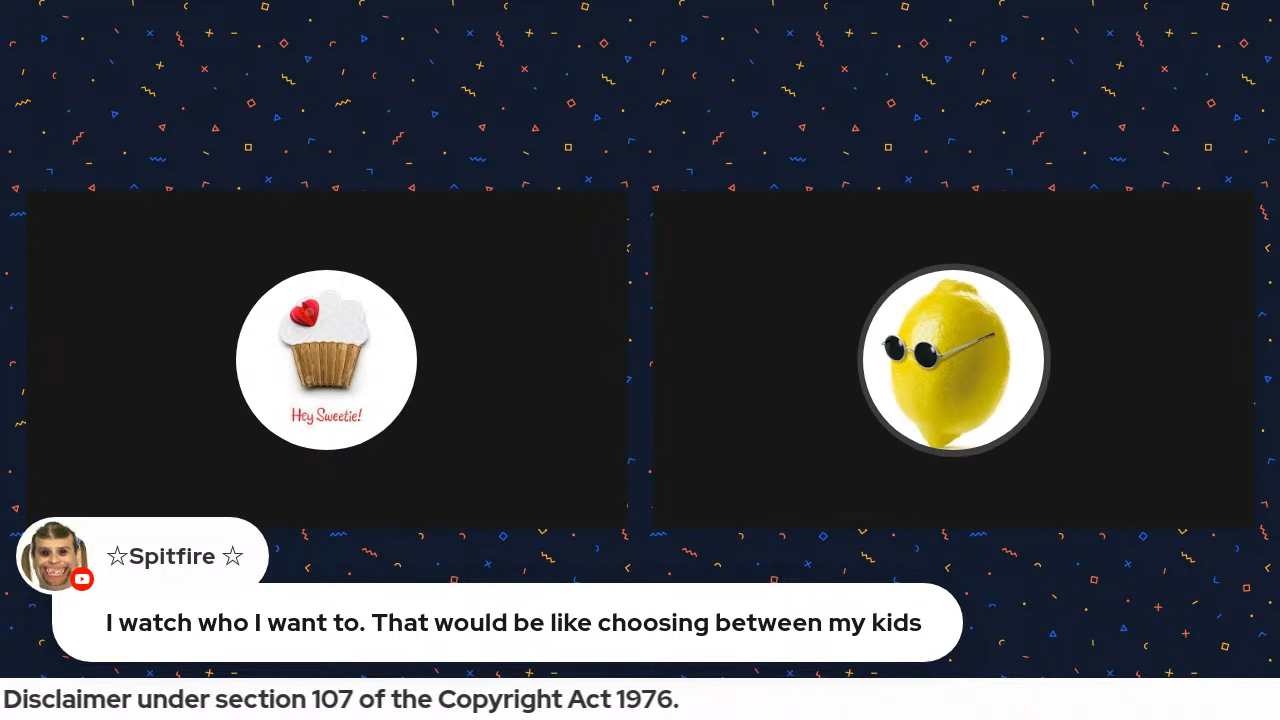 Hey Sweetie!
☆Spitfire ☆
I watch who I want to. That would be like choosing between my kids
Disclaimer under section 107 of the Copyright Act 1976.